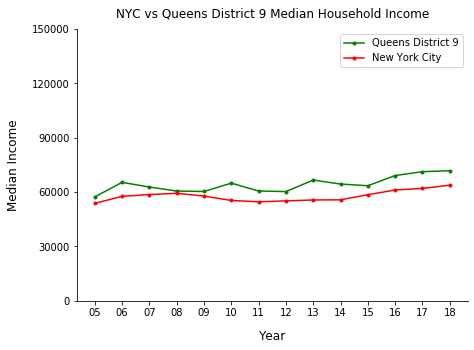 NYC vs Queens District 9 Median Household Income
Queens District 9
New York City
Median Income
150000
120000
90000
60000
30000
0
05 06 07 08 09 10 11 12 13 14 15 16 17 18
Year